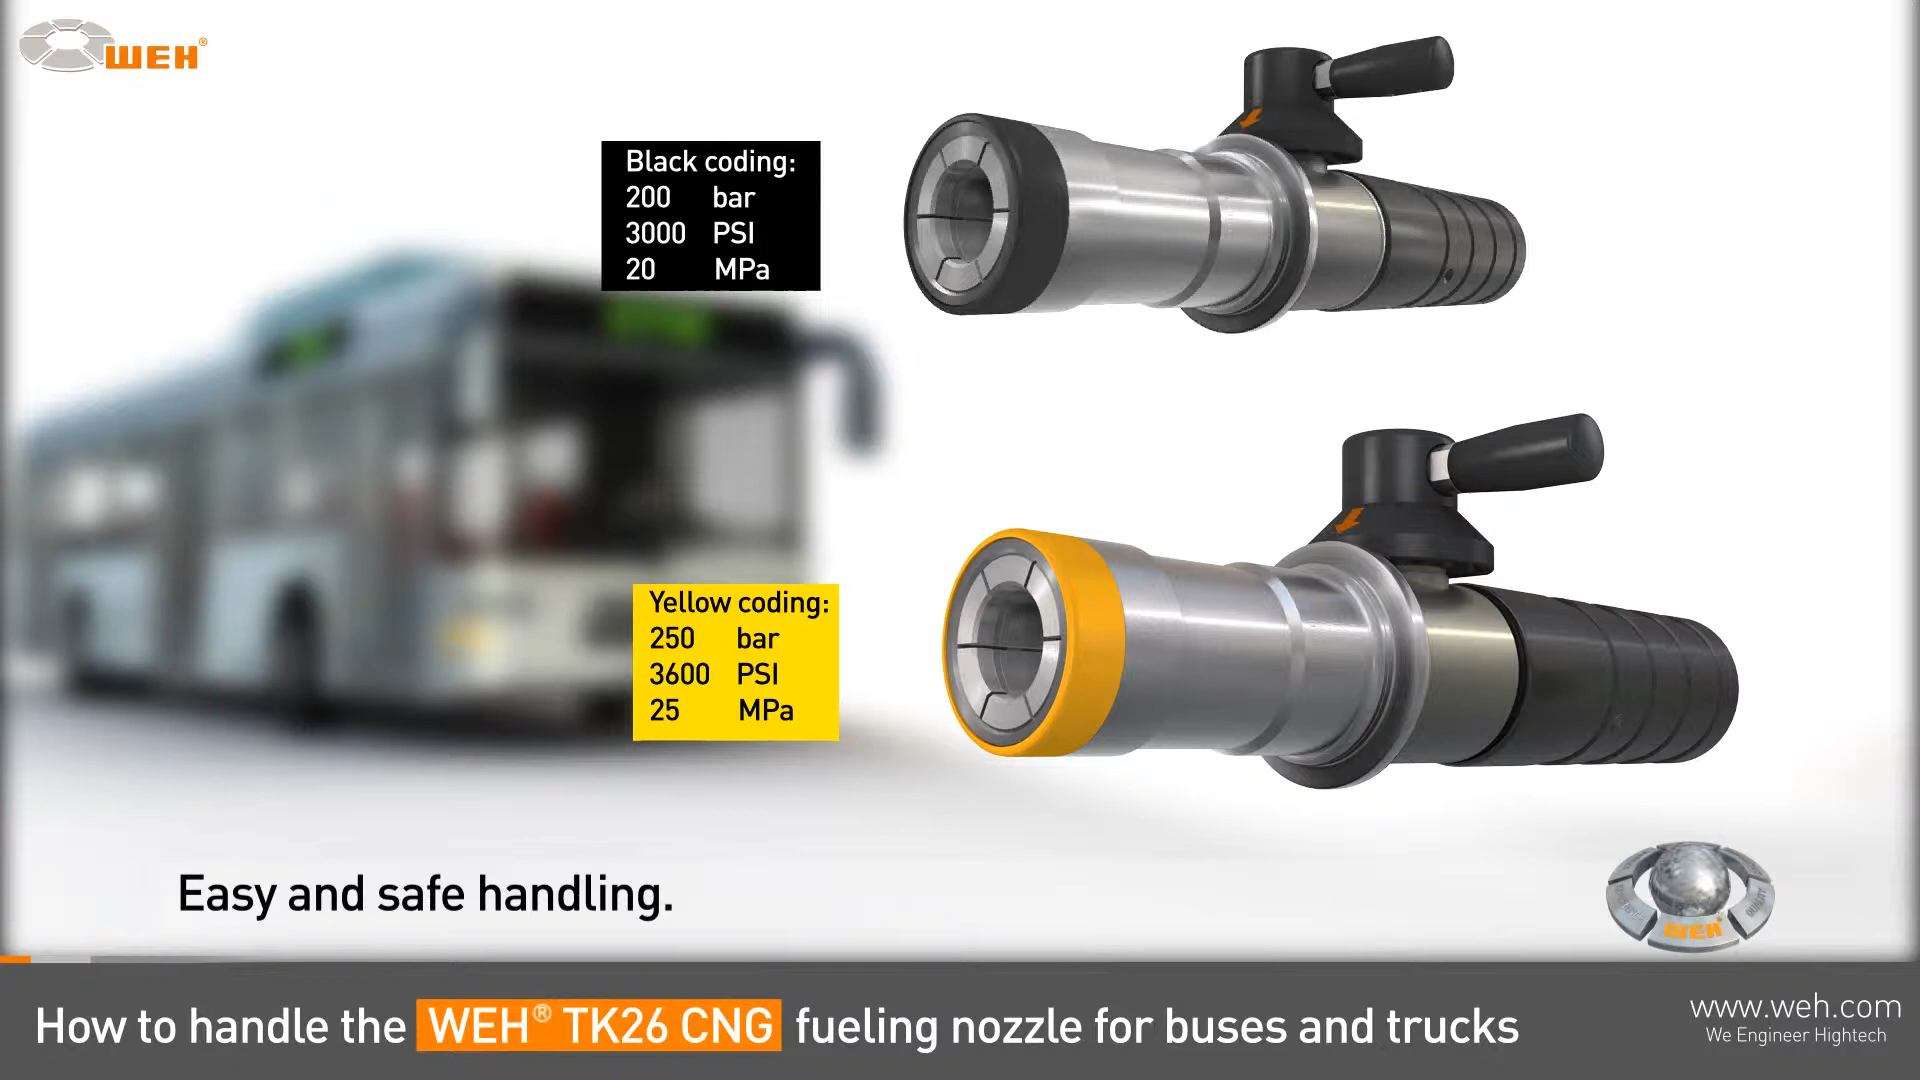 WEH®
Black coding:
200 bar
3000 PSI
20 MPa
Yellow coding:
250 bar
3600 PSI
25 MPa
Easy and safe handling.
QUALITY
WEH®
How to handle the WEH® TK26 CNG fueling nozzle for buses and trucks
www.weh.com
We Engineer Hightech